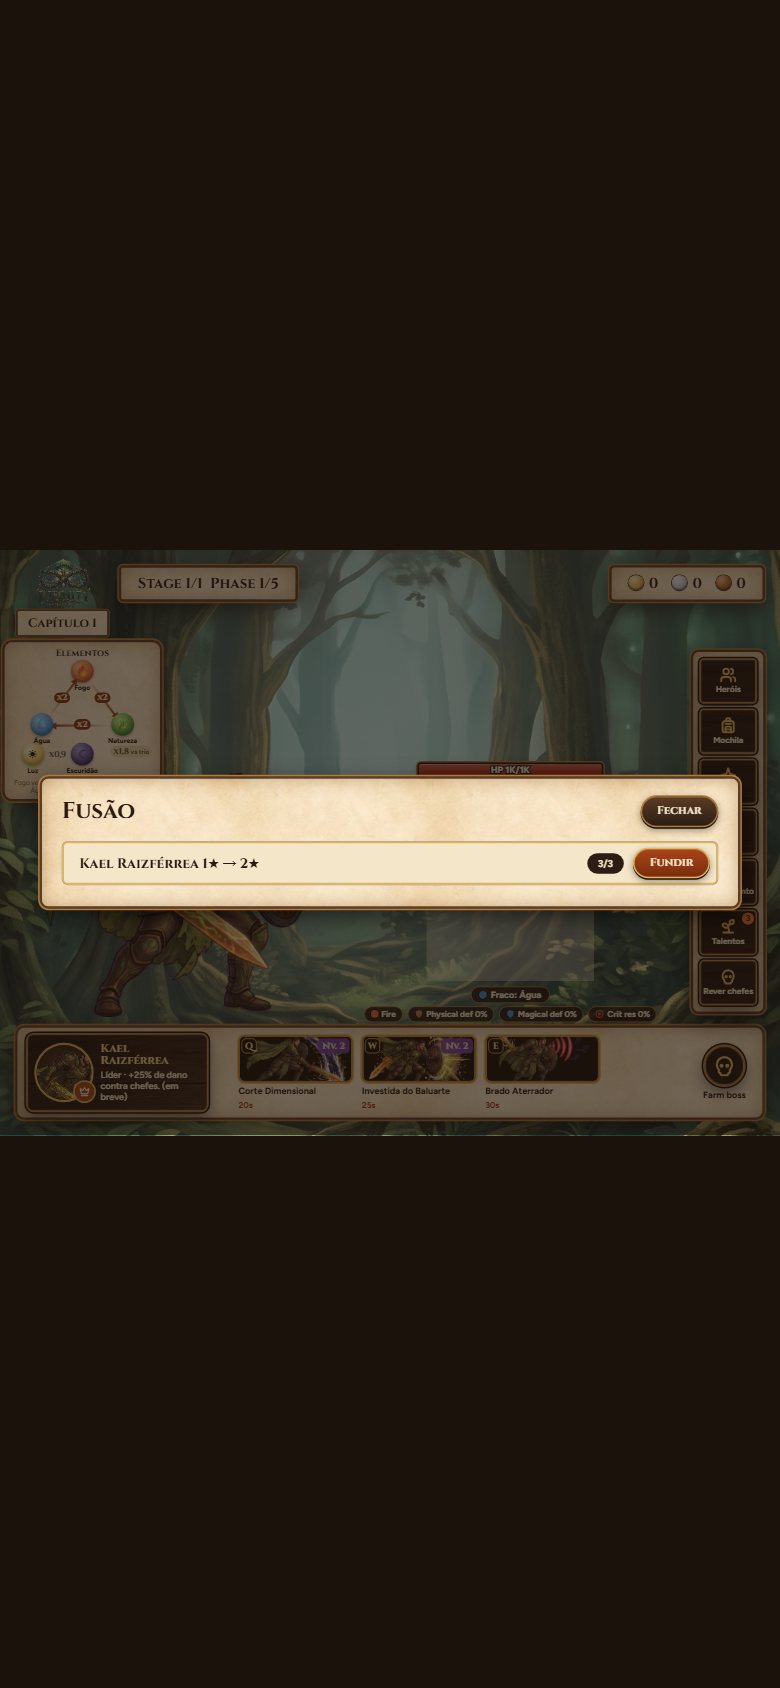 STAGE 1/1 PHASE 1/5
0 0 0
CAPÍTULO 1
ELEMENTOS
Fogo
x2 x2
x2
Água Natureza
x0,9 x1,8 ex trio
Luz Escuridão
Heróis
Mochila
HP 1K/1K
FUSÃO
FECHAR
KAEL RAIZFÉRREA 1★ → 2★
3/3
FUNDIR
3
Talentos
Rever chefes
Fraco: Água
Fire
Physical def 0%
Magical def 0%
Crit res 0%
KAEL RAIZFÉRREA
Líder · +25% de dano
contra chefes. (em
breve)
Q NV. 2
Corte Dimensional
20s
W NV. 2
Investida do Baluarte
25s
E
Brado Aterrador
30s
Farm boss